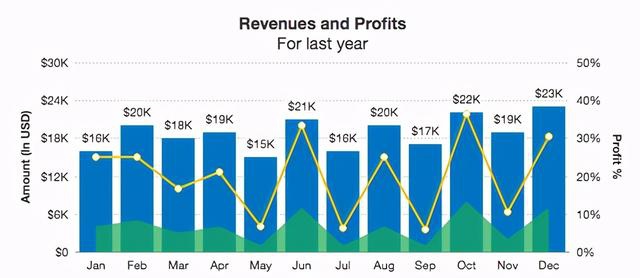 Revenues and Profits
For last year
$30K
50%
$24K
40%
$18K
30%
$12K
20%
$6K
10%
$0
0%
Amount (In USD)
Profit %
$16K
$20K
$18K
$19K
$15K
$21K
$16K
$20K
$17K
$22K
$19K
$23K
Jan Feb Mar Apr May Jun Jul Aug Sep Oct Nov Dec